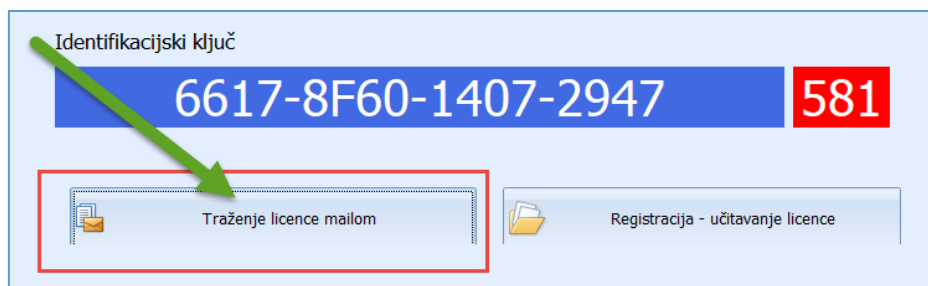 Identifikacijski ključ
6617-8F60-1407-2947 581
Traženje licence mailom Registracija - učitavanje licence